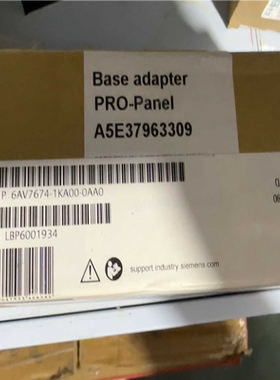 Base adapter
PRO-Panel
A5E37963309
P 6AV7674-1KA00-0AA0
LBP6001934
support industry siemens com